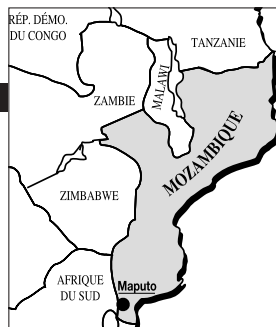 RÉP. DÉMO.
DU CONGO
TANZANIE
MALAWI
ZAMBIE
MOZAMBIQUE
ZIMBABWE
AFRIQUE
DU SUD
Maputo